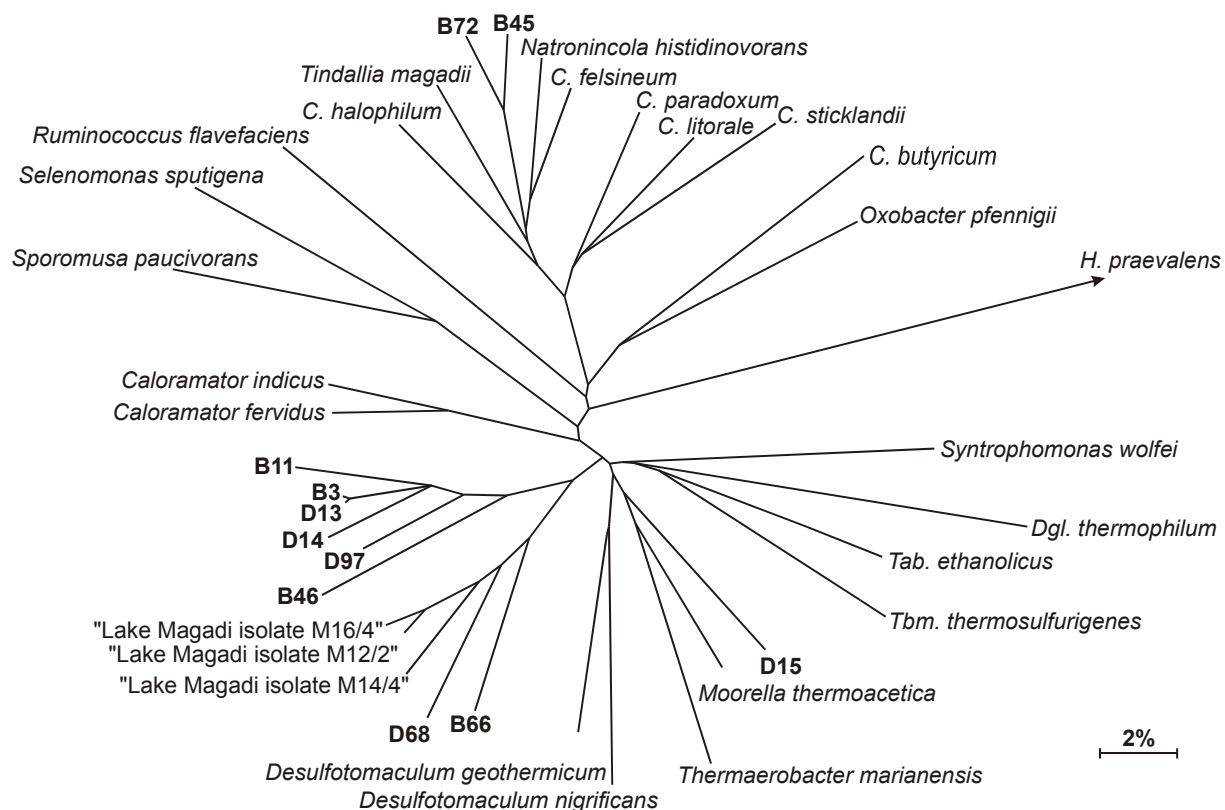 B72
B45
Natronincola histidinovorans
Tindallia magadii
C. felsineum
C. halophilum
C. paradoxum
C. litorale
C. sticklandii
Ruminococcus flavefaciens
C. butyricum
Selenomonas sputigena
Oxobacter pfennigii
Sporomusa paucivorans
H. praevalens
Caloramator indicus
Caloramator fervidus
Syntrophomonas wolfei
B11
B3
D13
Dgl. thermophilum
D14
D97
Tab. ethanolicus
B46
Tbm. thermosulfurigenes
"Lake Magadi isolate M16/4"
"Lake Magadi isolate M12/2"
D15
"Lake Magadi isolate M14/4"
Moorella thermoacetica
D68
B66
2%
Desulfotomaculum geothermicum
Thermaerobacter marianensis
Desulfotomaculum nigrificans